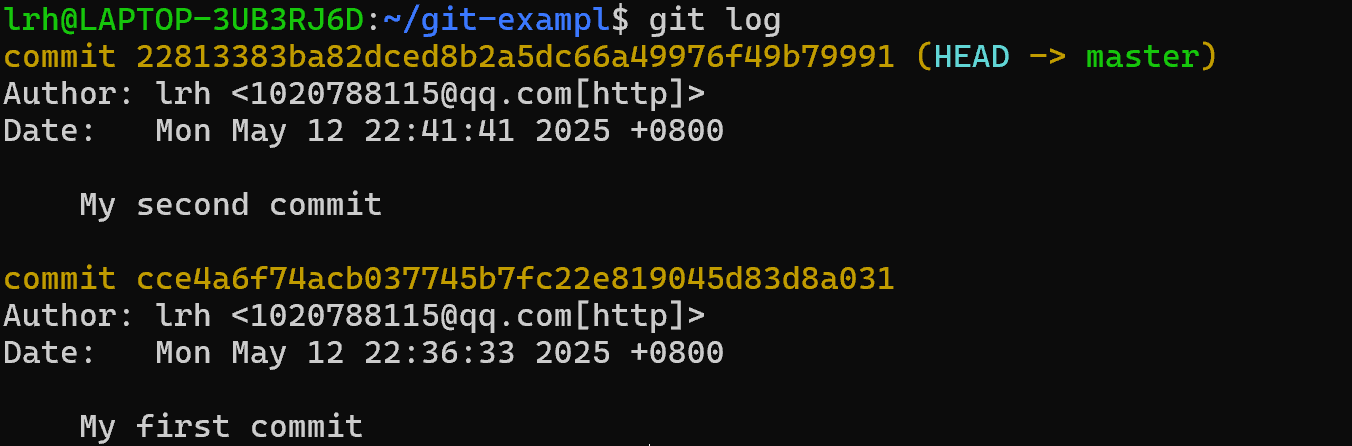 lrh@LAPTOP-3UB3RJ6D:~/git-exampl$ git log
commit 22813383ba82dced8b2a5dc66a49976f49b79991 (HEAD -> master)
Author: lrh <1020788115@qq.com[http]>
Date:   Mon May 12 22:41:41 2025 +0800
    My second commit
commit cce4a6f74acb037745b7fc22e819045d83d8a031
Author: lrh <1020788115@qq.com[http]>
Date:   Mon May 12 22:36:33 2025 +0800
    My first commit